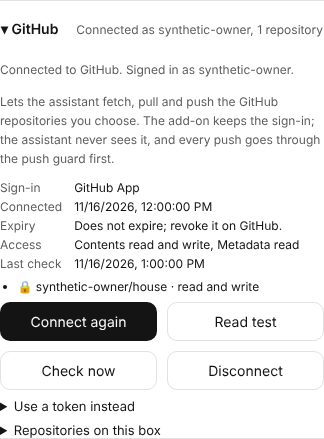 ▼ GitHub Connected as synthetic-owner, 1 repository
Connected to GitHub. Signed in as synthetic-owner.
Lets the assistant fetch, pull and push the GitHub
repositories you choose. The add-on keeps the sign-in;
the assistant never sees it, and every push goes through
the push guard first.
Sign-in GitHub App
Connected 11/16/2026, 12:00:00 PM
Expiry Does not expire; revoke it on GitHub.
Access Contents read and write, Metadata read
Last check 11/16/2026, 1:00:00 PM
• 🔒 synthetic-owner/house · read and write
Connect again Read test
Check now Disconnect
▶ Use a token instead
▶ Repositories on this box